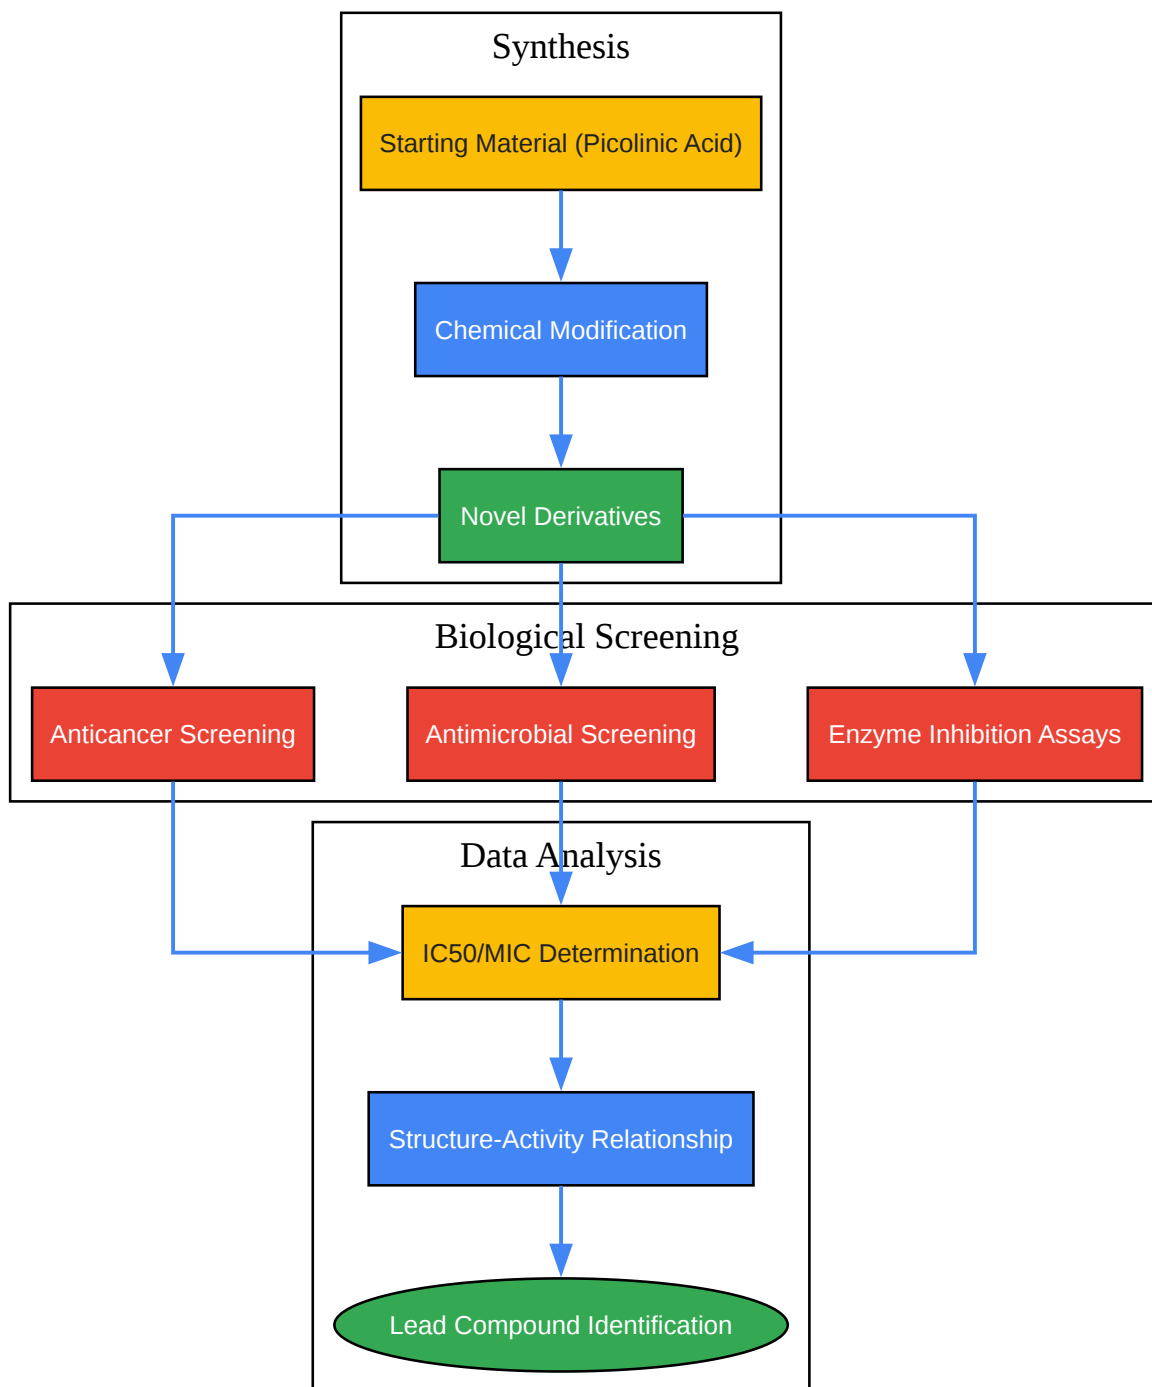 Synthesis
Starting Material (Picolinic Acid)
Chemical Modification
Novel Derivatives
Biological Screening
Anticancer Screening
Antimicrobial Screening
Enzyme Inhibition Assays
Data Analysis
IC50/MIC Determination
Structure-Activity Relationship
Lead Compound Identification